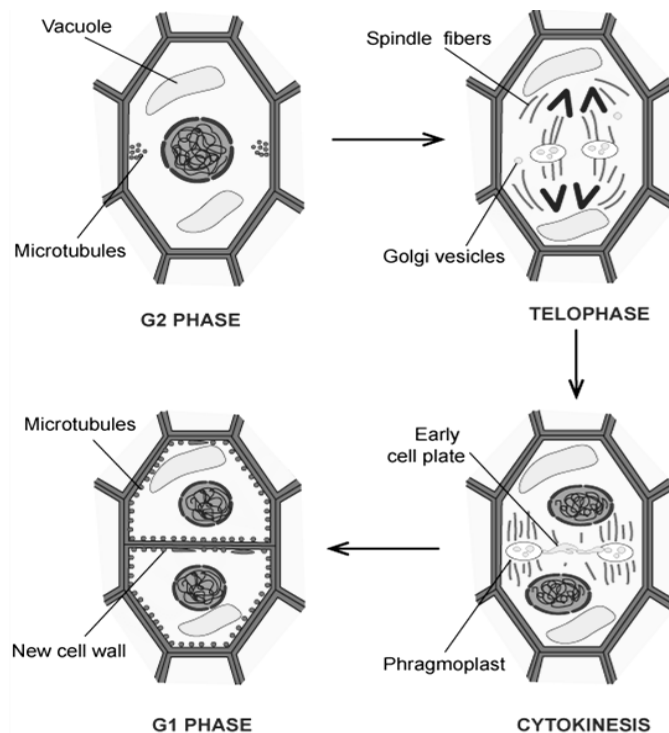 Vacuole
Microtubules
G2 PHASE
Spindle fibers
Golgi vesicles
TELOPHASE
Microtubules
New cell wall
G1 PHASE
Early
cell plate
Phragmoplast
CYTOKINESIS